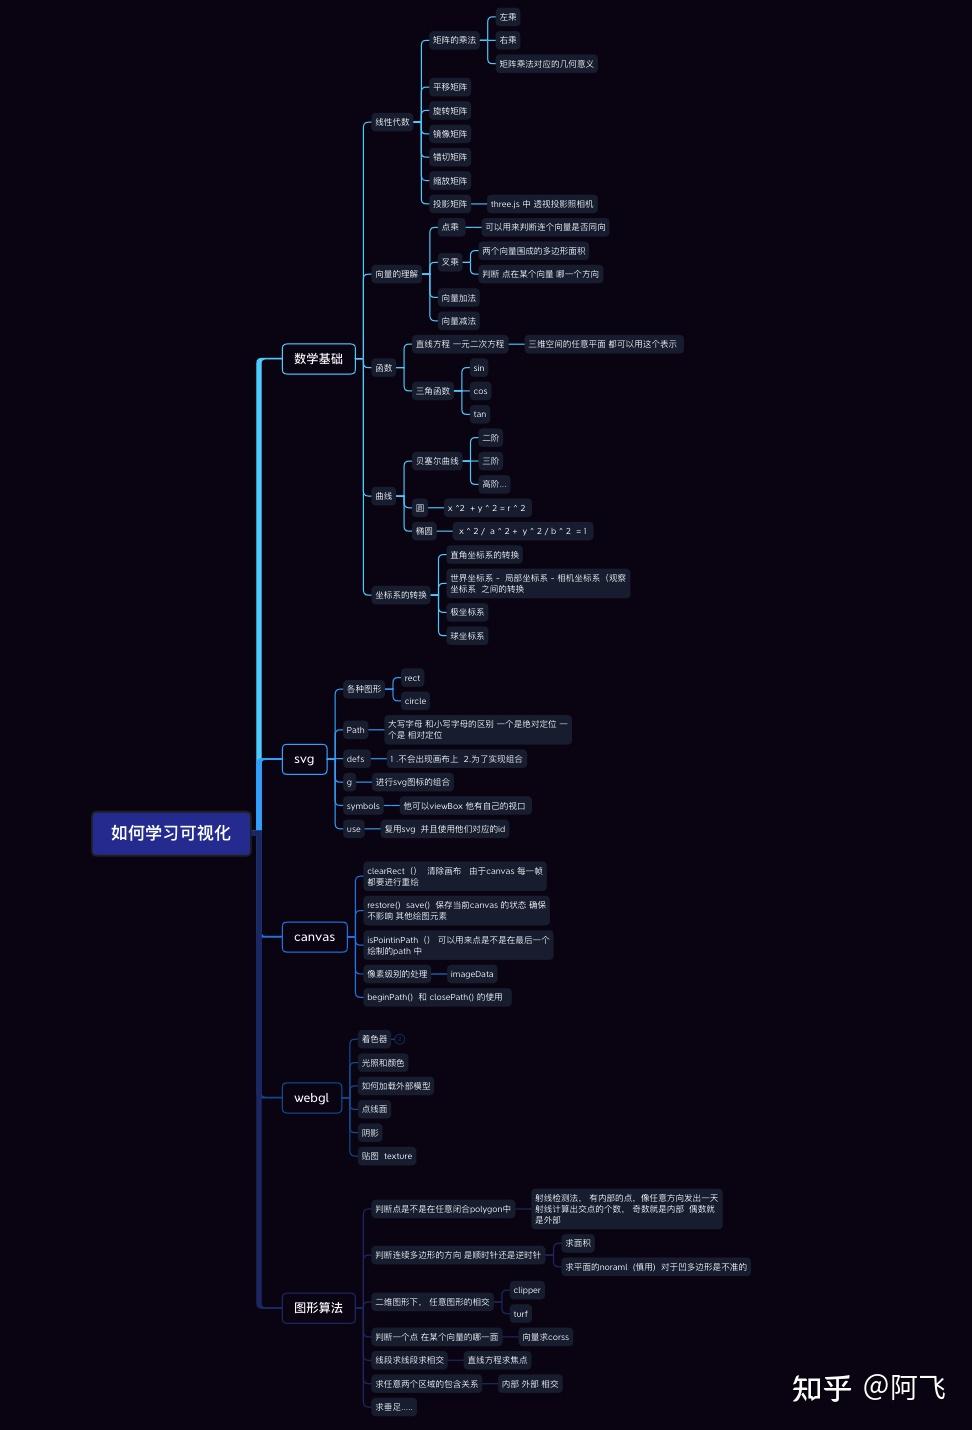 如何学习可视化
数学基础
线性代数
矩阵的乘法
左乘
右乘
矩阵乘法对应的几何意义
平移矩阵
旋转矩阵
镜像矩阵
错切矩阵
缩放矩阵
投影矩阵
three.js 中 透视投影照相机
向量的理解
点乘
可以用来判断连个向量是否同向
叉乘
两个向量围成的多边形面积
判断 点在某个向量 哪一个方向
向量加法
向量减法
函数
直线方程 一元二次方程
三维空间的任意平面 都可以用这个表示
三角函数
sin
cos
tan
曲线
贝塞尔曲线
二阶
三阶
高阶...
圆
x ^2 + y ^ 2 = r ^ 2
椭圆
x ^ 2 / a ^ 2 + y ^ 2 / b ^ 2 = 1
坐标系的转换
直角坐标系的转换
世界坐标系 - 局部坐标系 - 相机坐标系（观察
坐标系 之间的转换
极坐标系
球坐标系
svg
各种图形
rect
circle
Path
大写字母 和小写字母的区别 一个是绝对定位 一
个是 相对定位
defs
1 .不会出现画布上 2.为了实现组合
g
进行svg图标的组合
symbols
他可以viewBox 他有自己的视口
use
复用svg 并且使用他们对应的id
canvas
clearRect（） 清除画布 由于canvas 每一帧
都要进行重绘
restore() save() 保存当前canvas 的状态 确保
不影响 其他绘图元素
isPointinPath（） 可以用来点是不是在最后一个
绘制的path 中
像素级别的处理
imageData
beginPath() 和 closePath() 的使用
webgl
着色器
光照和颜色
如何加载外部模型
点线面
阴影
贴图 texture
图形算法
判断点是不是在任意闭合polygon中
射线检测法， 有内部的点，像任意方向发出一天
射线计算出交点的个数， 奇数就是内部 偶数就
是外部
判断连续多边形的方向 是顺时针还是逆时针
求面积
求平面的noraml（慎用）对于凹多边形是不准的
二维图形下， 任意图形的相交
clipper
turf
判断一个点 在某个向量的哪一面
向量求corss
线段求线段求相交
直线方程求焦点
求任意两个区域的包含关系
内部 外部 相交
求垂足.....
知乎 @阿飞